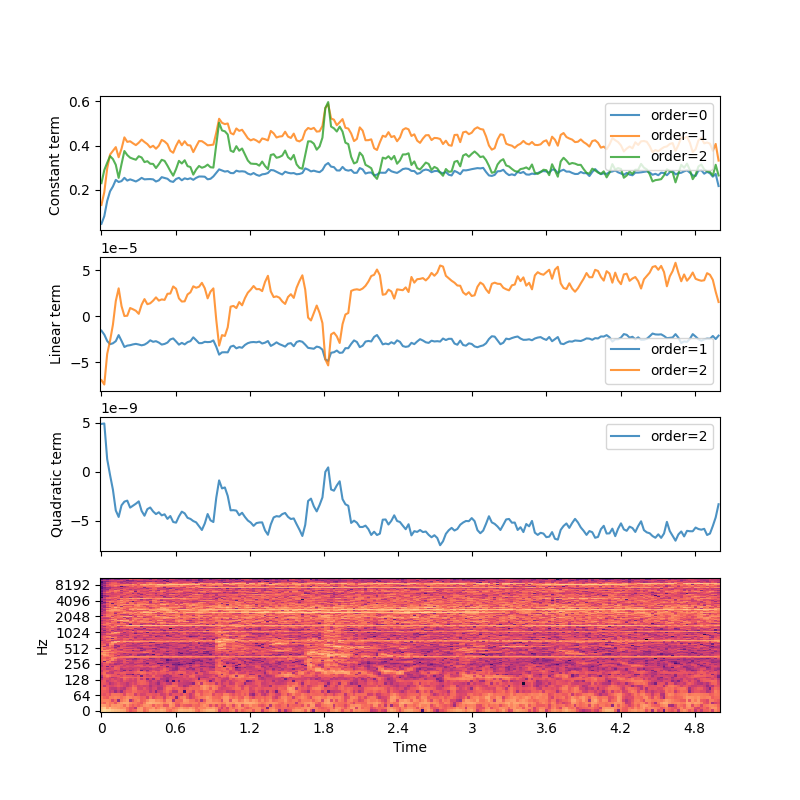 0.6
0.4
0.2
Constant term
order=0
order=1
order=2
1e−5
5
0
−5
Linear term
order=1
order=2
1e−9
5
0
−5
Quadratic term
order=2
8192
4096
2048
1024
512
256
128
64
0
Hz
0 0.6 1.2 1.8 2.4 3 3.6 4.2 4.8
Time